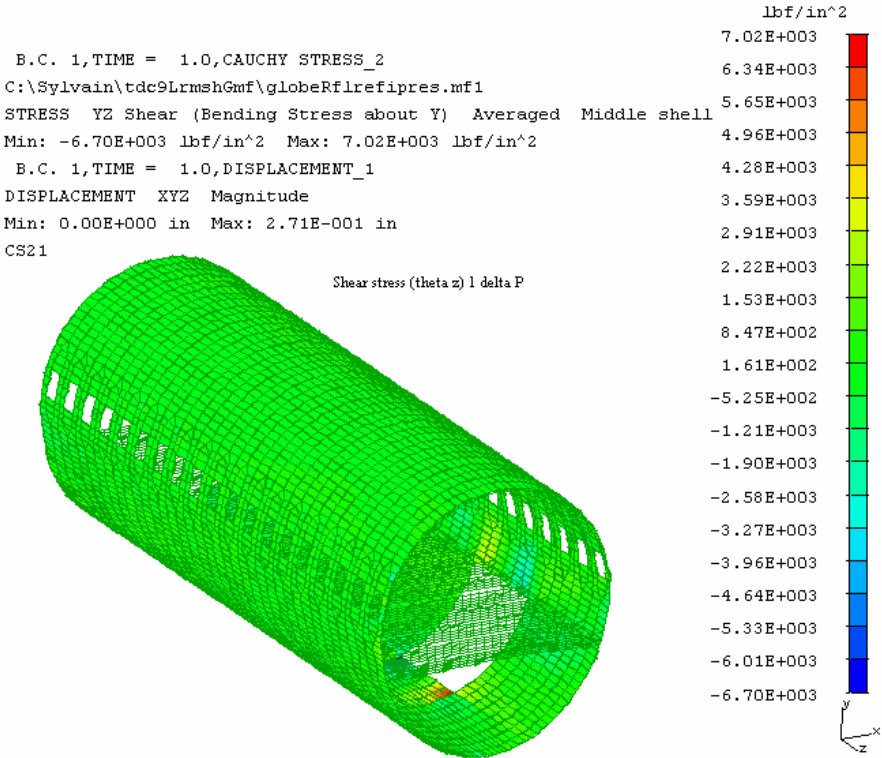 lbf/in^2
B.C. 1,TIME =  1.0,CAUCHY STRESS_2
C:\Sylvain\tdc9LrmshGmf\globeRflrefipres.mf1
STRESS  YZ Shear (Bending Stress about Y)  Averaged  Middle shell
Min: -6.70E+003 lbf/in^2  Max: 7.02E+003 lbf/in^2
B.C. 1,TIME =  1.0,DISPLACEMENT_1
DISPLACEMENT  XYZ  Magnitude
Min: 0.00E+000 in  Max: 2.71E-001 in
CS21
Shear stress (theta z) 1 delta P
7.02E+003
6.34E+003
5.65E+003
4.96E+003
4.28E+003
3.59E+003
2.91E+003
2.22E+003
1.53E+003
8.47E+002
1.61E+002
-5.25E+002
-1.21E+003
-1.90E+003
-2.58E+003
-3.27E+003
-3.96E+003
-4.64E+003
-5.33E+003
-6.01E+003
-6.70E+003
y
x
z